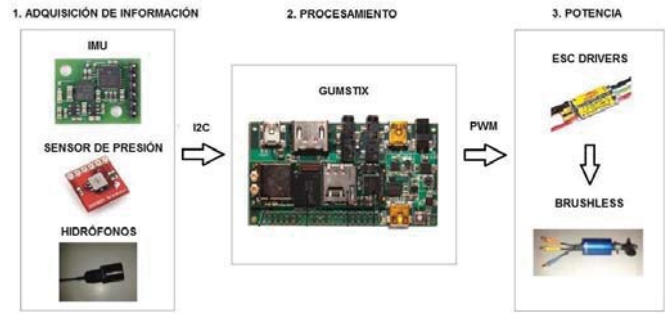 1. ADQUISICIÓN DE INFORMACIÓN
IMU
SENSOR DE PRESIÓN
HIDRÓFONOS
I2C
2. PROCESAMIENTO
GUMSTIX
PWM
3. POTENCIA
ESC DRIVERS
BRUSHLESS